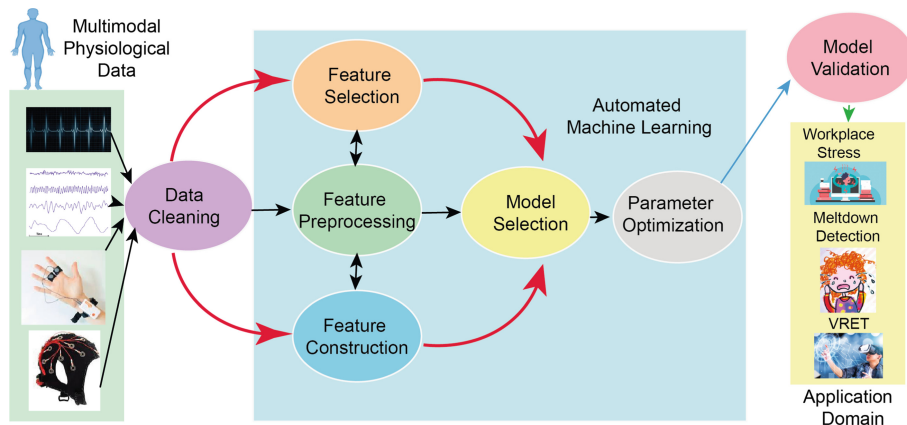 Multimodal
Physiological
Data
Data
Cleaning
Feature
Selection
Feature
Preprocessing
Feature
Construction
Automated
Machine Learning
Model
Selection
Parameter
Optimization
Model
Validation
Workplace
Stress
Meltdown
Detection
VRET
Application
Domain